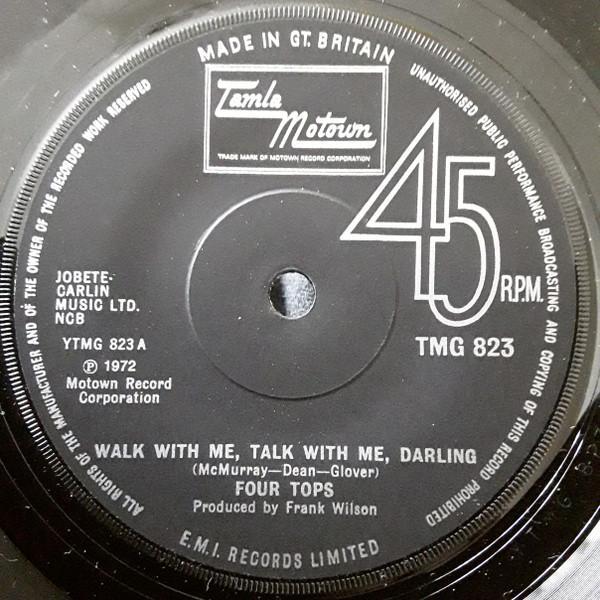 MADE IN GT. BRITAIN
Tamla
Motown
TRADE MARK OF MOTOWN RECORD CORPORATION
45
R.P.M.
TMG 823
JOBETE-
CARLIN
MUSIC LTD.
NCB
YTMG 823 A
Ⓟ 1972
Motown Record
Corporation
WALK WITH ME, TALK WITH ME, DARLING
(McMurray—Dean—Glover)
FOUR TOPS
Produced by Frank Wilson
E.M.I. RECORDS LIMITED
ALL RIGHTS OF THE MANUFACTURER AND OF THE OWNER OF THE RECORDED WORK RESERVED
UNAUTHORISED PUBLIC PERFORMANCE BROADCASTING AND COPYING OF THIS RECORD PROHIBITED